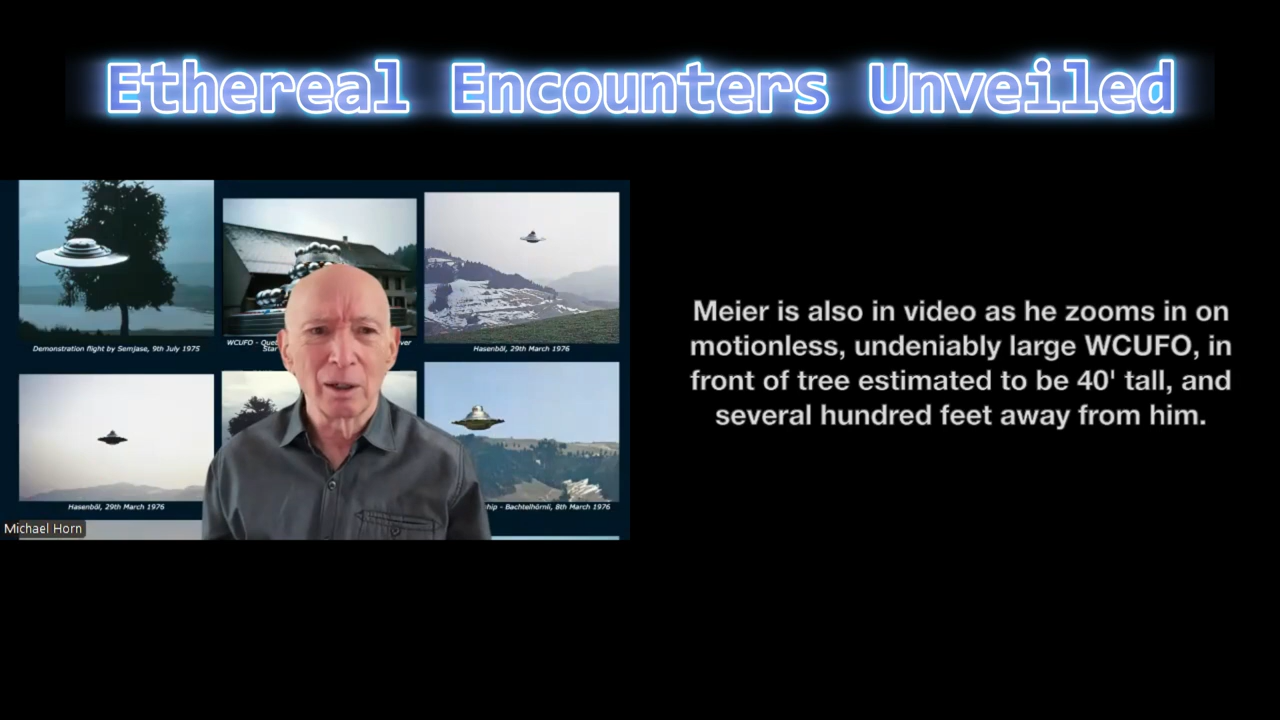 Ethereal Encounters Unveiled
Demonstration flight by Semjase, 9th July 1975
WCUFO -
Hasenböl, 29th March 1976
Hasenböl, 29th March 1976
- Bachtelhörnli, 8th March 1976
Michael Horn
Meier is also in video as he zooms in on
motionless, undeniably large WCUFO, in
front of tree estimated to be 40' tall, and
several hundred feet away from him.